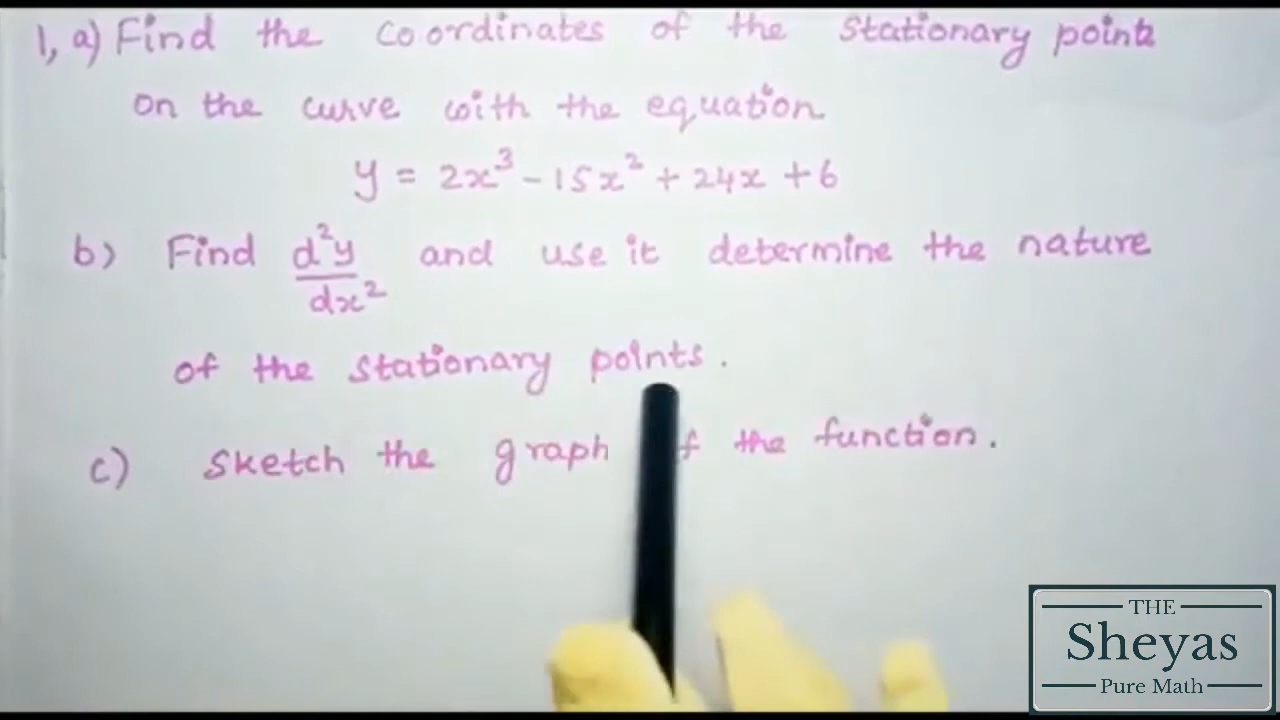 1, a) Find the coordinates of the stationary point
on the curve with the equation
y = 2x³ - 15x² + 24x + 6
b) Find d²y/dx² and use it determine the nature
of the stationary points.
c) Sketch the graph of the function.
THE
Sheyas
Pure Math